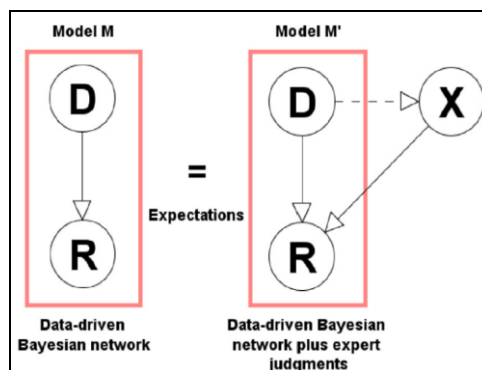 Model M
Model M'
D
D
X
=
Expectations
R
R
Data-driven
Bayesian network
Data-driven Bayesian
network plus expert
judgments